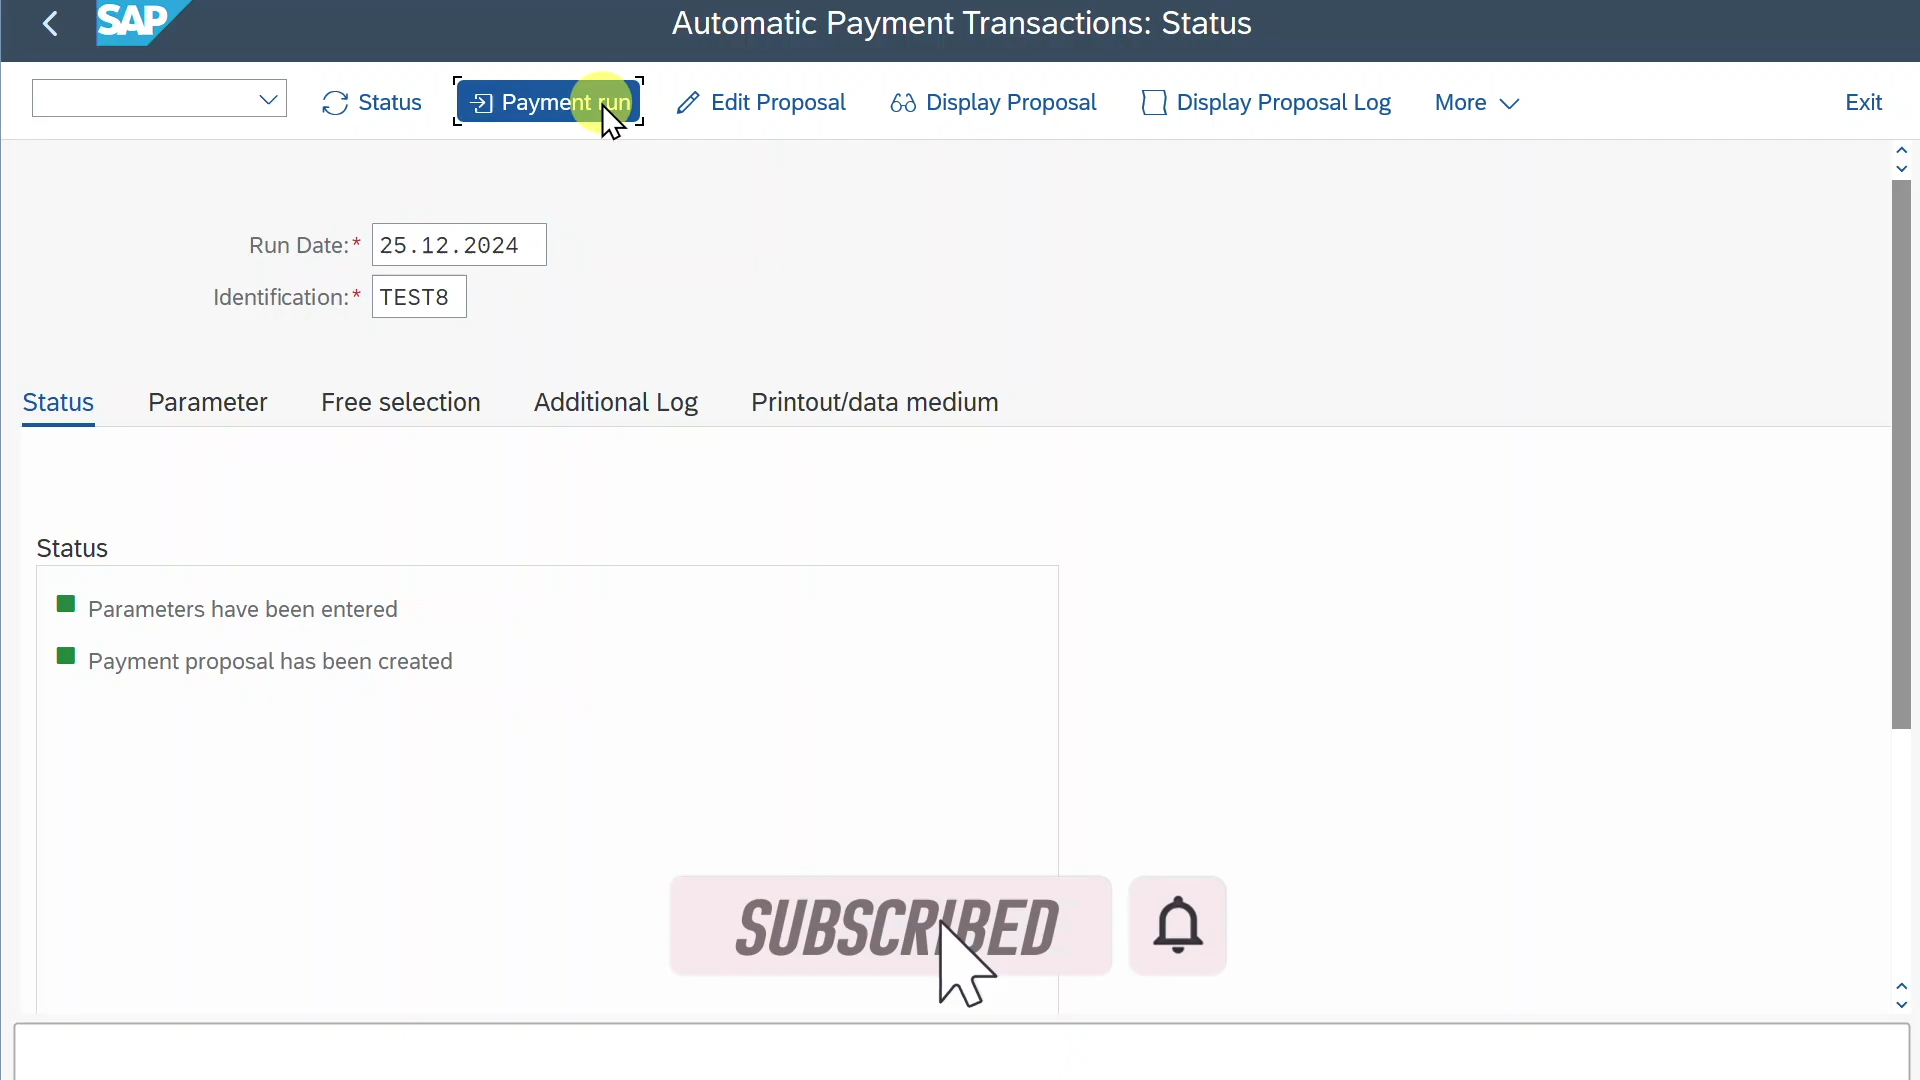 SAP
Automatic Payment Transactions: Status
Status
Payment run
Edit Proposal
Display Proposal
Display Proposal Log
More
Exit
Run Date:* 25.12.2024
Identification:* TEST8
Status
Parameter
Free selection
Additional Log
Printout/data medium
Status
Parameters have been entered
Payment proposal has been created
SUBSCRIBED